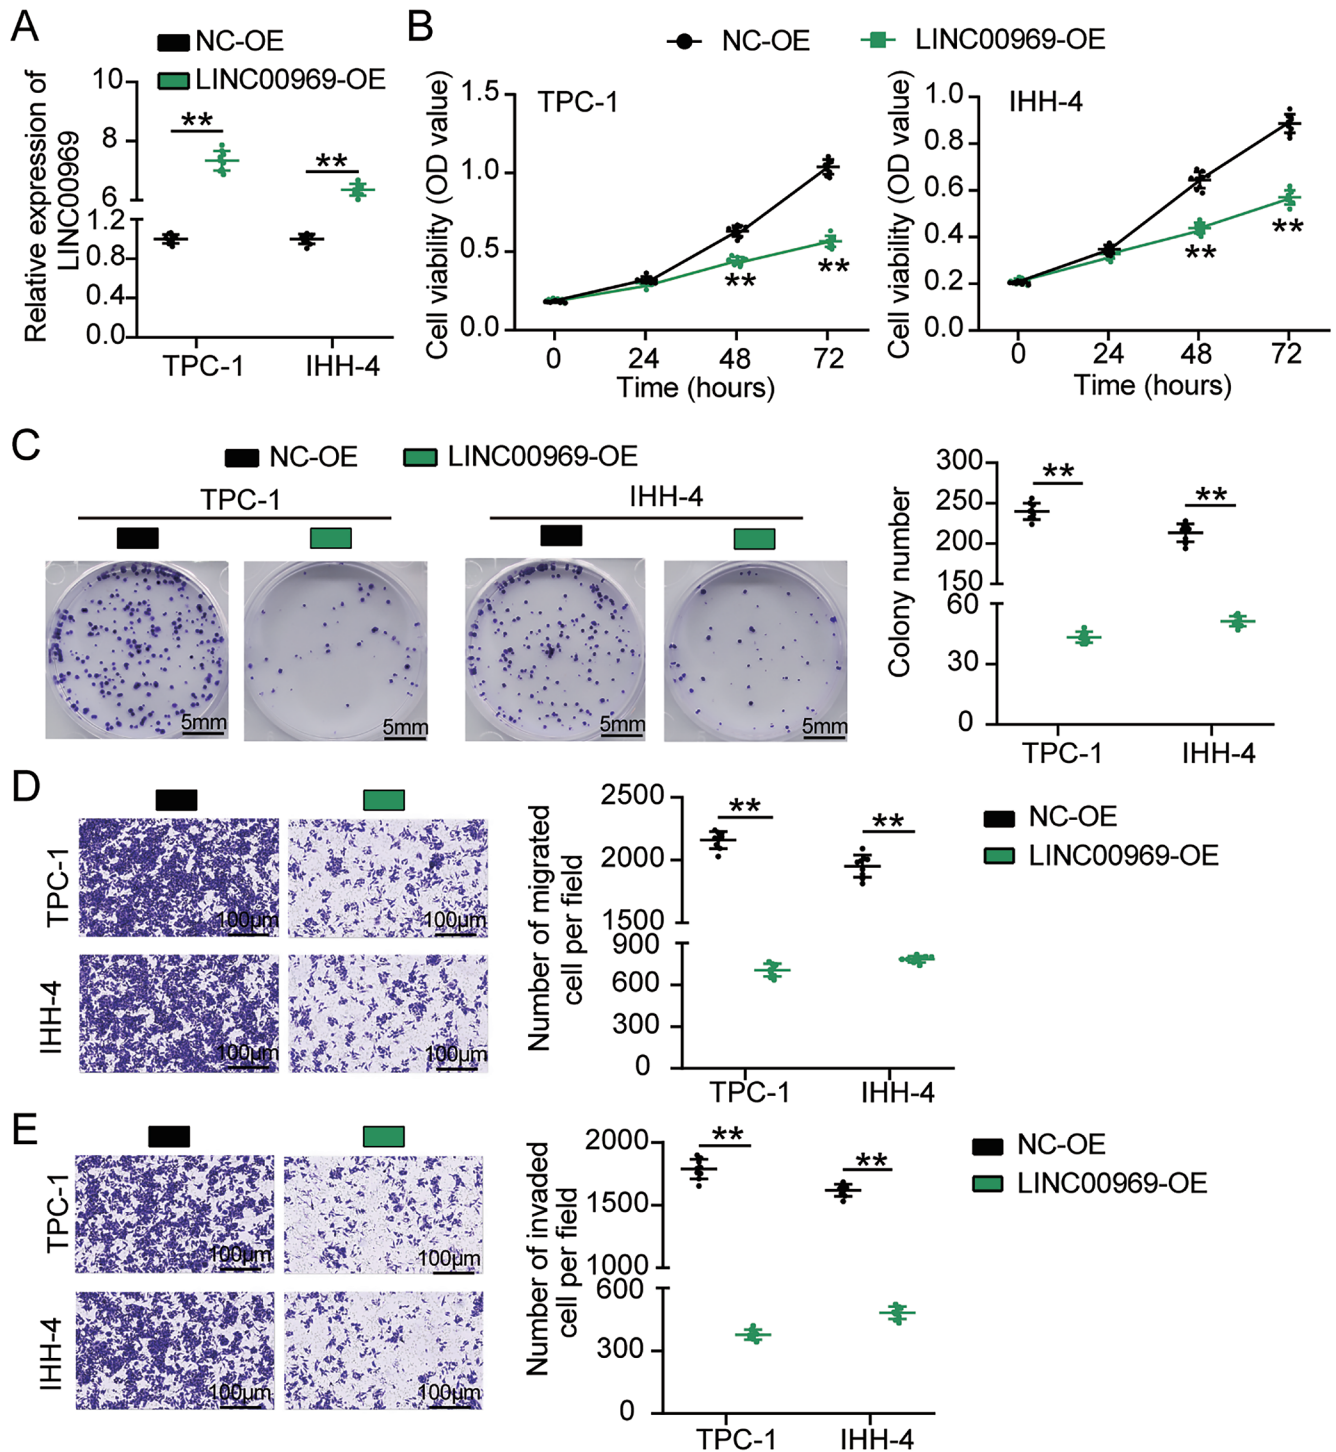 A
NC-OE
LINC00969-OE
Relative expression of
LINC00969
10
8
6
1.2
0.8
0.4
0.0
**
**
TPC-1
IHH-4
B
NC-OE
LINC00969-OE
TPC-1
Cell viability (OD value)
1.5
1.0
0.5
0.0
**
**
0
24
48
72
Time (hours)
IHH-4
Cell viability (OD value)
1.0
0.8
0.6
0.4
0.2
0.0
**
**
0
24
48
72
Time (hours)
C
NC-OE
LINC00969-OE
TPC-1
IHH-4
5mm
5mm
5mm
5mm
Colony number
300
250
200
150
60
30
0
**
**
TPC-1
IHH-4
D
TPC-1
100μm
100μm
IHH-4
100μm
100μm
Number of migrated
cell per field
2500
2000
1500
900
600
300
0
**
**
TPC-1
IHH-4
NC-OE
LINC00969-OE
E
TPC-1
100μm
100μm
IHH-4
100μm
100μm
Number of invaded
cell per field
2000
1500
1000
600
300
0
**
**
TPC-1
IHH-4
NC-OE
LINC00969-OE